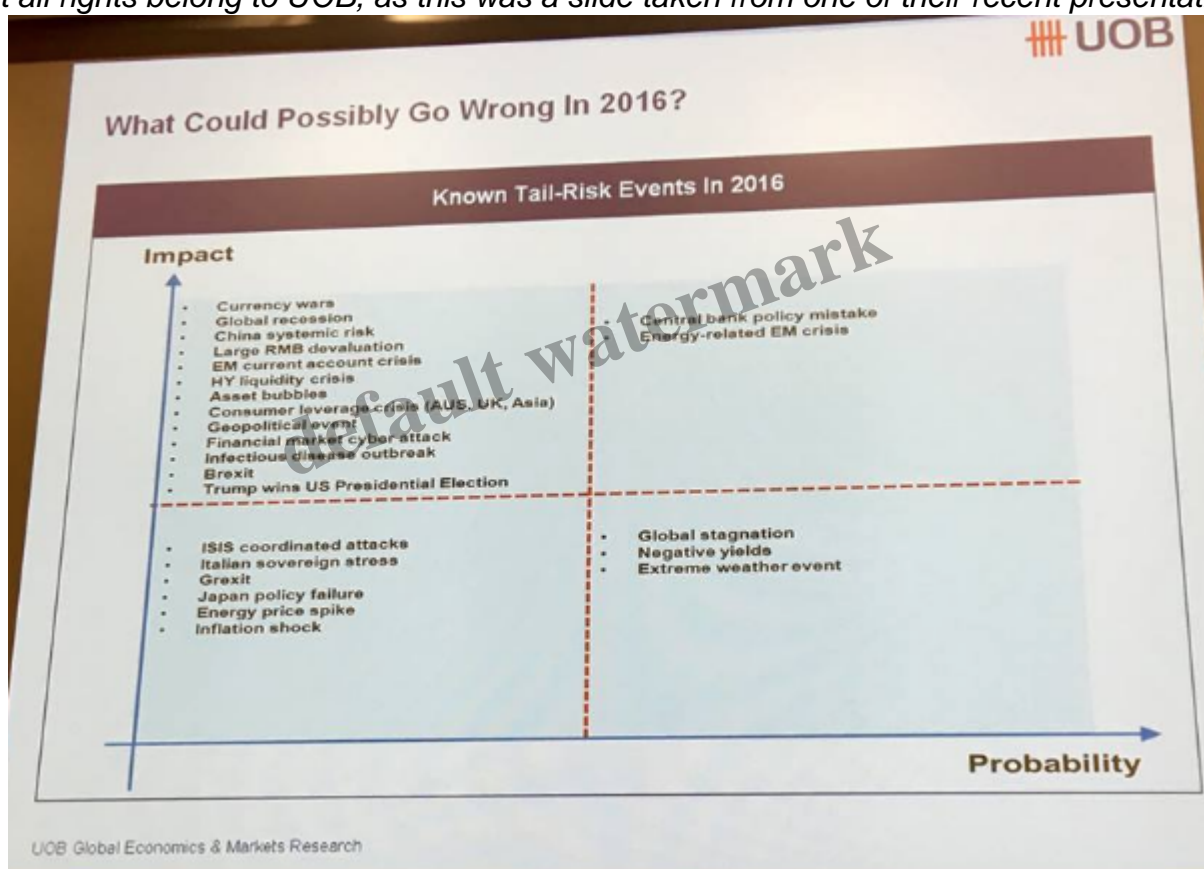 t all rights belong to UOB, as this was a slide taken from one of their recent presentat
UOB
What Could Possibly Go Wrong In 2016?
Known Tail-Risk Events In 2016
Impact
• Currency wars
• Global recession
• China systemic risk
• Large RMB devaluation
• EM current account crisis
• HY liquidity crisis
• Asset bubbles
• Consumer leverage crisis (AUS, UK, Asia)
• Geopolitical event
• Financial market cyber attack
• Infectious disease outbreak
• Brexit
• Trump wins US Presidential Election
• Central bank policy mistake
• Energy-related EM crisis
• ISIS coordinated attacks
• Italian sovereign stress
• Grexit
• Japan policy failure
• Energy price spike
• Inflation shock
• Global stagnation
• Negative yields
• Extreme weather event
Probability
UOB Global Economics & Markets Research
default watermark